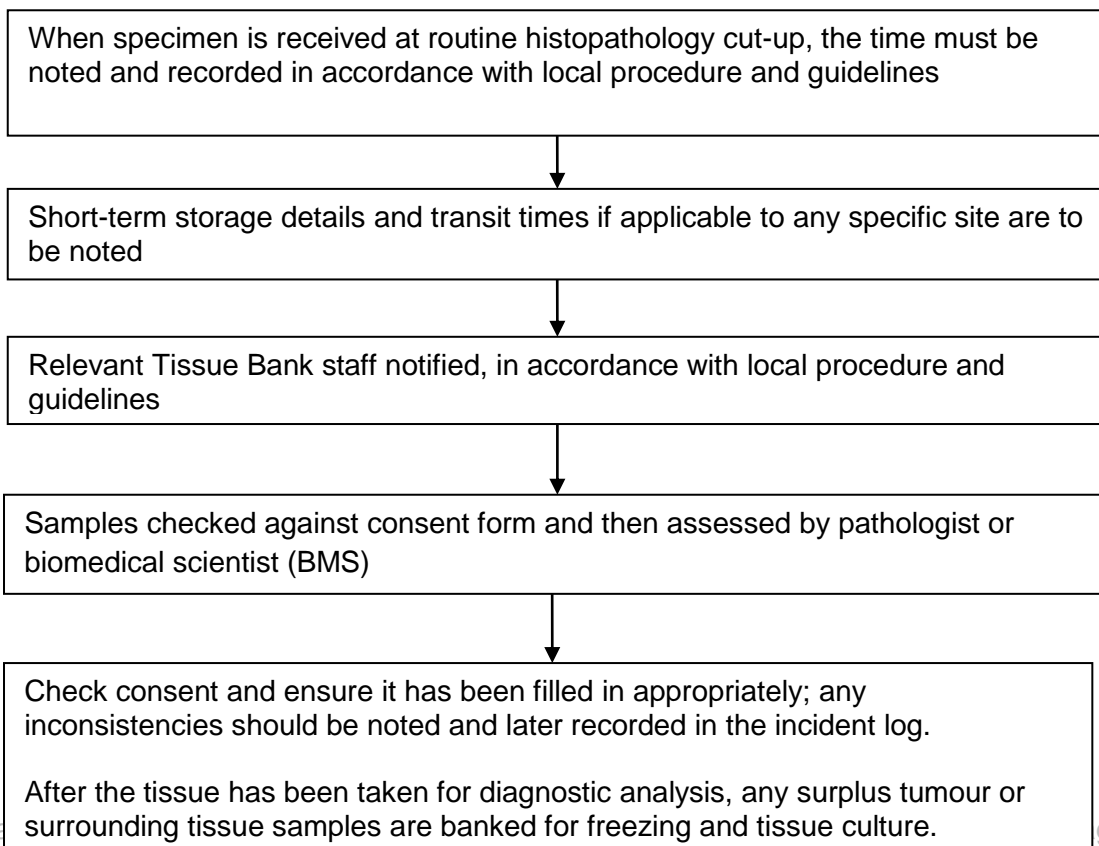 When specimen is received at routine histopathology cut-up, the time must be
noted and recorded in accordance with local procedure and guidelines
Short-term storage details and transit times if applicable to any specific site are to
be noted
Relevant Tissue Bank staff notified, in accordance with local procedure and
guidelines
Samples checked against consent form and then assessed by pathologist or
biomedical scientist (BMS)
Check consent and ensure it has been filled in appropriately; any
inconsistencies should be noted and later recorded in the incident log.
After the tissue has been taken for diagnostic analysis, any surplus tumour or
surrounding tissue samples are banked for freezing and tissue culture.